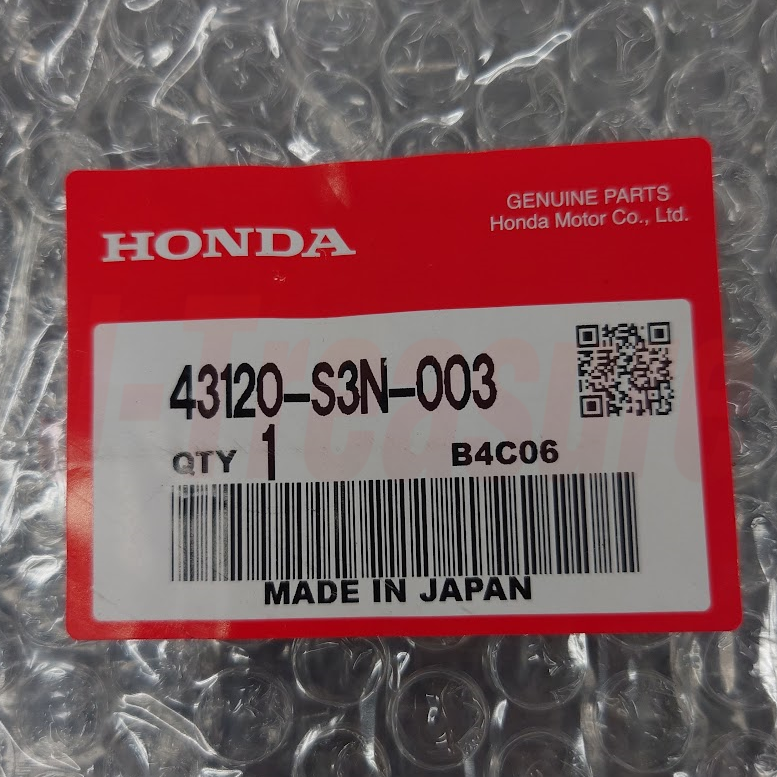 HONDA
GENUINE PARTS
Honda Motor Co., Ltd.
43120-S3N-003
QTY 1
B4C06
MADE IN JAPAN